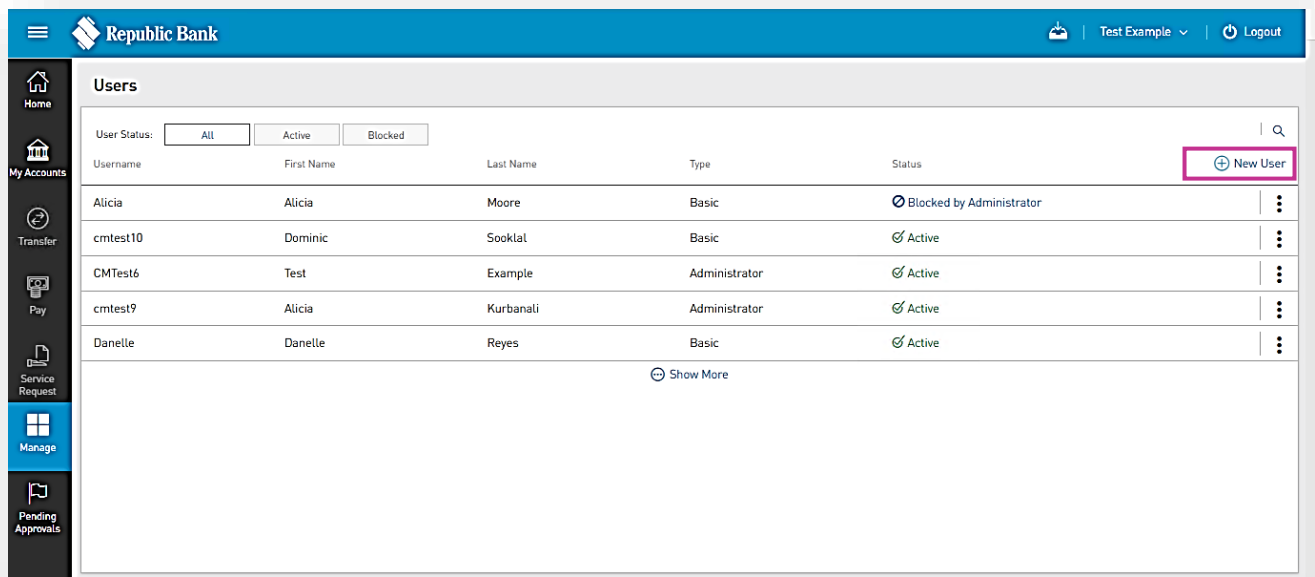 Republic Bank
Test Example
Logout
Home
My Accounts
Transfer
Pay
Service
Request
Manage
Pending
Approvals
Users
User Status: All Active Blocked
Username First Name Last Name Type Status New User
Alicia Alicia Moore Basic Blocked by Administrator
cmtest10 Dominic Sooklal Basic Active
CMTest6 Test Example Administrator Active
cmtest9 Alicia Kurbanali Administrator Active
Danelle Danelle Reyes Basic Active
Show More